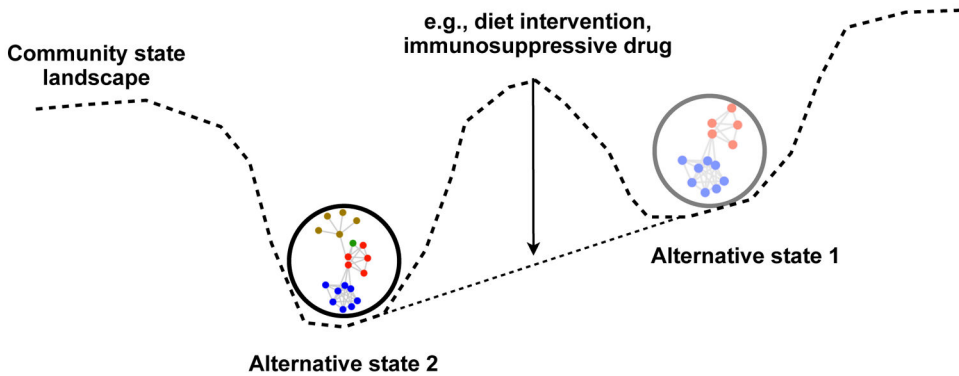 Community state
landscape
e.g., diet intervention,
immunosuppressive drug
Alternative state 1
Alternative state 2